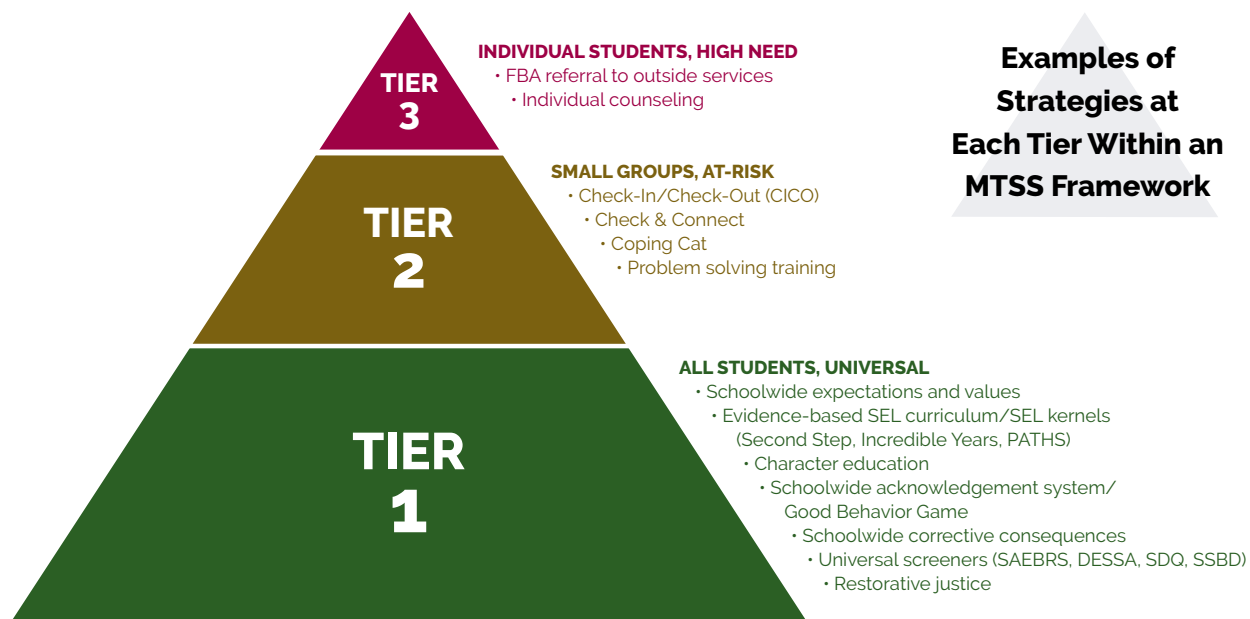 Examples of
Strategies at
Each Tier Within an
MTSS Framework
TIER
3
INDIVIDUAL STUDENTS, HIGH NEED
• FBA referral to outside services
• Individual counseling
TIER
2
SMALL GROUPS, AT-RISK
• Check-In/Check-Out (CICO)
• Check & Connect
• Coping Cat
• Problem solving training
TIER
1
ALL STUDENTS, UNIVERSAL
• Schoolwide expectations and values
• Evidence-based SEL curriculum/SEL kernels
(Second Step, Incredible Years, PATHS)
• Character education
• Schoolwide acknowledgement system/
Good Behavior Game
• Schoolwide corrective consequences
• Universal screeners (SAEBRS, DESSA, SDQ, SSBD)
• Restorative justice